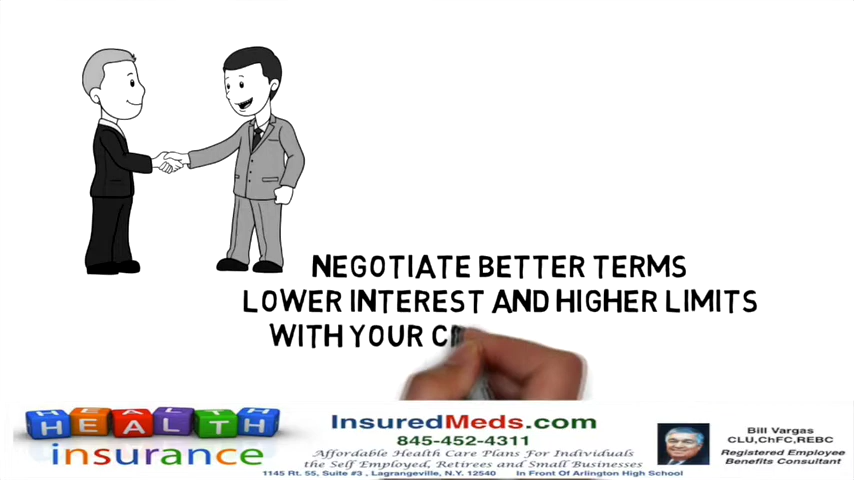 NEGOTIATE BETTER TERMS
LOWER INTEREST AND HIGHER LIMITS
WITH YOUR C
HEALTH
HEALTH
insurance
InsuredMeds.com
845-452-4311
Affordable Health Care Plans For Individuals
the Self Employed, Retirees and Small Businesses
1145 Rt. 55, Suite #3, Lagrangeville, N.Y. 12540 In Front Of Arlington High School
Bill Vargas
CLU,ChFC,REBC
Registered Employee
Benefits Consultant